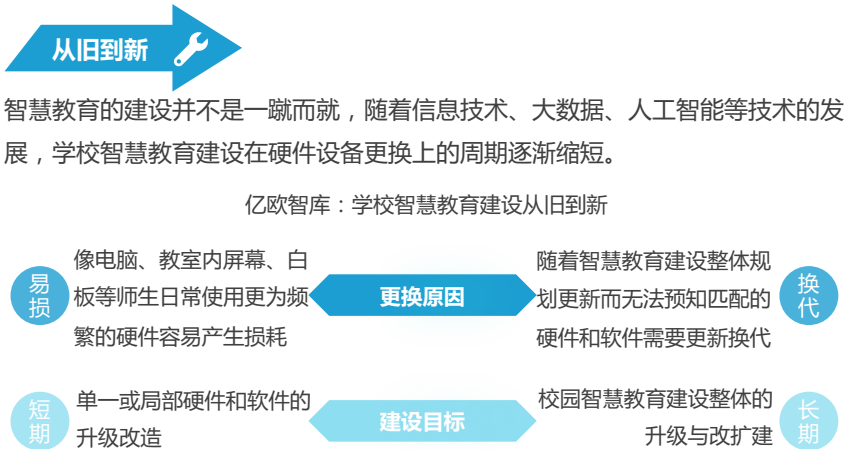 从旧到新
智慧教育的建设并不是一蹴而就，随着信息技术、大数据、人工智能等技术的发
展，学校智慧教育建设在硬件设备更换上的周期逐渐缩短。
亿欧智库：学校智慧教育建设从旧到新
易
损
像电脑、教室内屏幕、白
板等师生日常使用更为频
繁的硬件容易产生损耗
更换原因
随着智慧教育建设整体规
划更新而无法预知匹配的
硬件和软件需要更新换代
换
代
短
期
单一或局部硬件和软件的
升级改造
建设目标
校园智慧教育建设整体的
升级与改扩建
长
期